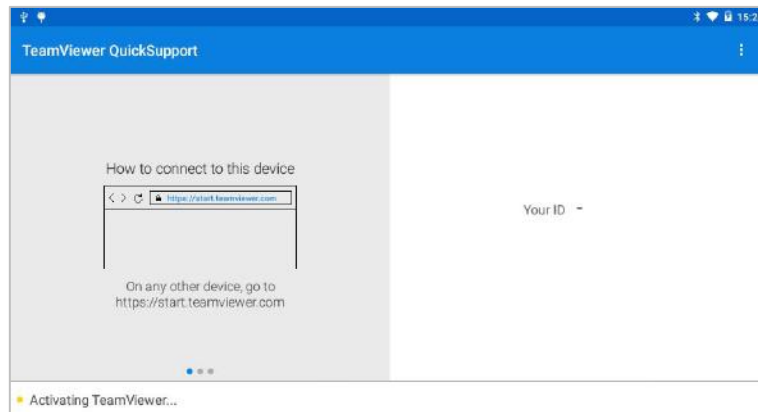 15:2
TeamViewer QuickSupport
How to connect to this device
https://start.teamviewer.com
On any other device, go to
https://start.teamviewer.com
Your ID -
Activating TeamViewer...